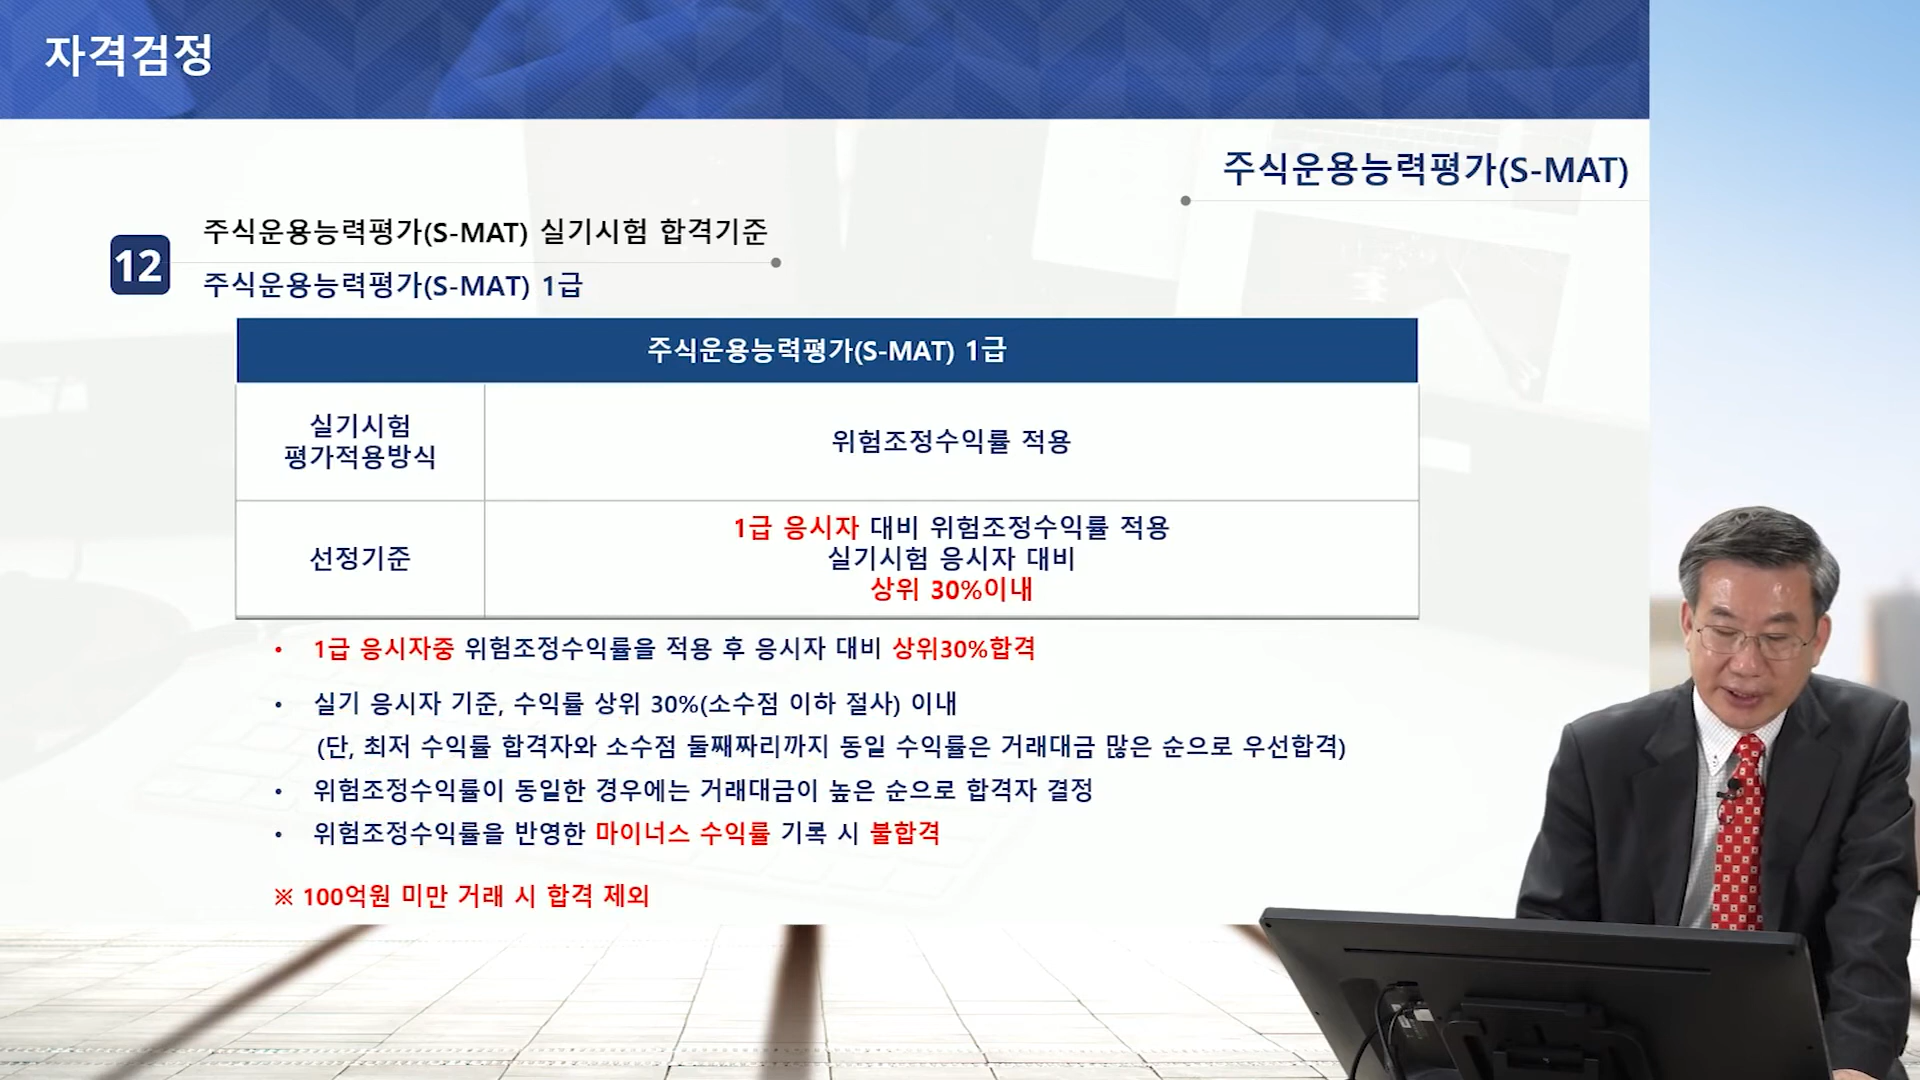 자격검정
주식운용능력평가(S-MAT)
12
주식운용능력평가(S-MAT) 실기시험 합격기준
주식운용능력평가(S-MAT) 1급
주식운용능력평가(S-MAT) 1급
실기시험
평가적용방식
위험조정수익률 적용
선정기준
1급 응시자 대비 위험조정수익률 적용
실기시험 응시자 대비
상위 30%이내
• 1급 응시자중 위험조정수익률을 적용 후 응시자 대비 상위30%합격
• 실기 응시자 기준, 수익률 상위 30%(소수점 이하 절사) 이내
(단, 최저 수익률 합격자와 소수점 둘째짜리까지 동일 수익률은 거래대금 많은 순으로 우선합격)
• 위험조정수익률이 동일한 경우에는 거래대금이 높은 순으로 합격자 결정
• 위험조정수익률을 반영한 마이너스 수익률 기록 시 불합격
※ 100억원 미만 거래 시 합격 제외